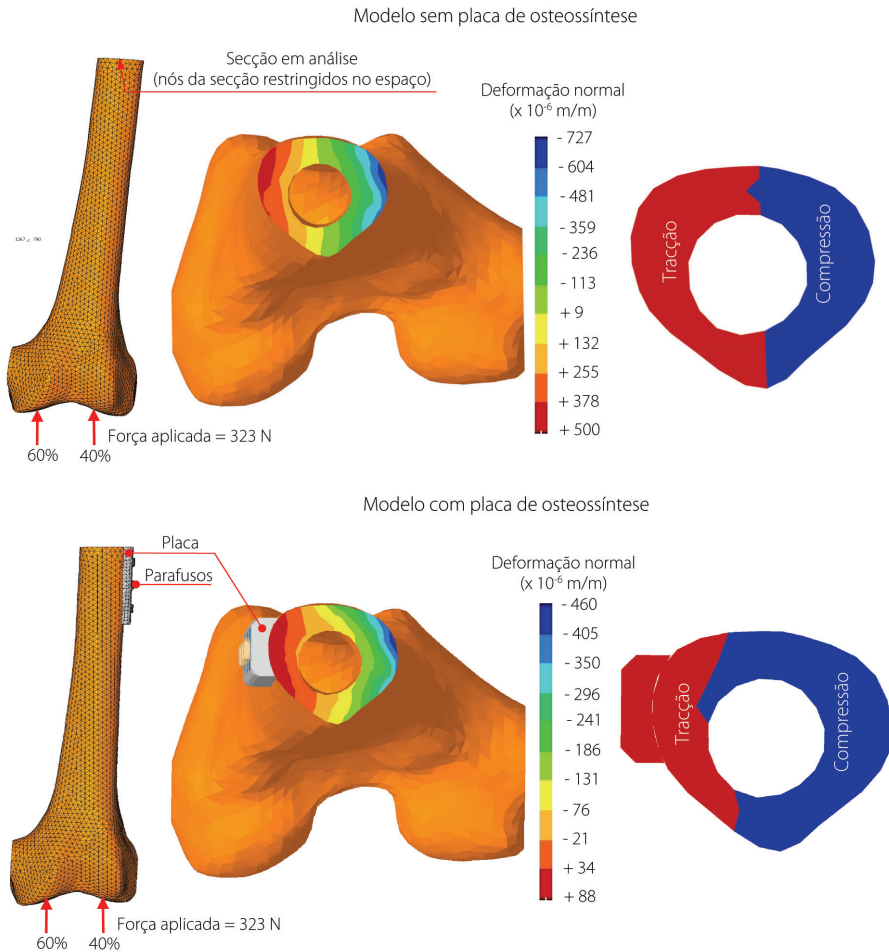 Modelo sem placa de osteossíntese
Secção em análise
(nós da secção restringidos no espaço)
Deformação normal
(x 10⁻⁶ m/m)
- 727
- 604
- 481
- 359
- 236
- 113
+ 9
+ 132
+ 255
+ 378
+ 500
Tracção
Compressão
Força aplicada = 323 N
60%
40%
Modelo com placa de osteossíntese
Placa
Parafusos
Deformação normal
(x 10⁻⁶ m/m)
- 460
- 405
- 350
- 296
- 241
- 186
- 131
- 76
- 21
+ 34
+ 88
Tracção
Compressão
Força aplicada = 323 N
60%
40%